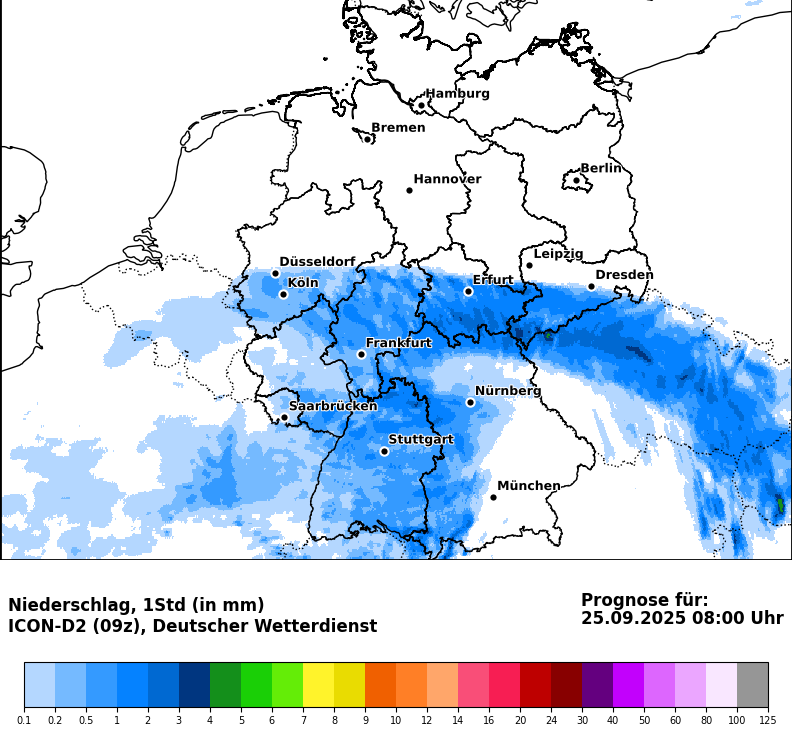 Hamburg
Bremen
Berlin
Hannover
Leipzig
Düsseldorf
Dresden
Köln
Erfurt
Frankfurt
Nürnberg
Saarbrücken
Stuttgart
München
Niederschlag, 1Std (in mm)
ICON-D2 (09z), Deutscher Wetterdienst
Prognose für:
25.09.2025 08:00 Uhr
0.1 0.2 0.5 1 2 3 4 5 6 7 8 9 10 12 14 16 20 24 30 40 50 60 80 100 125